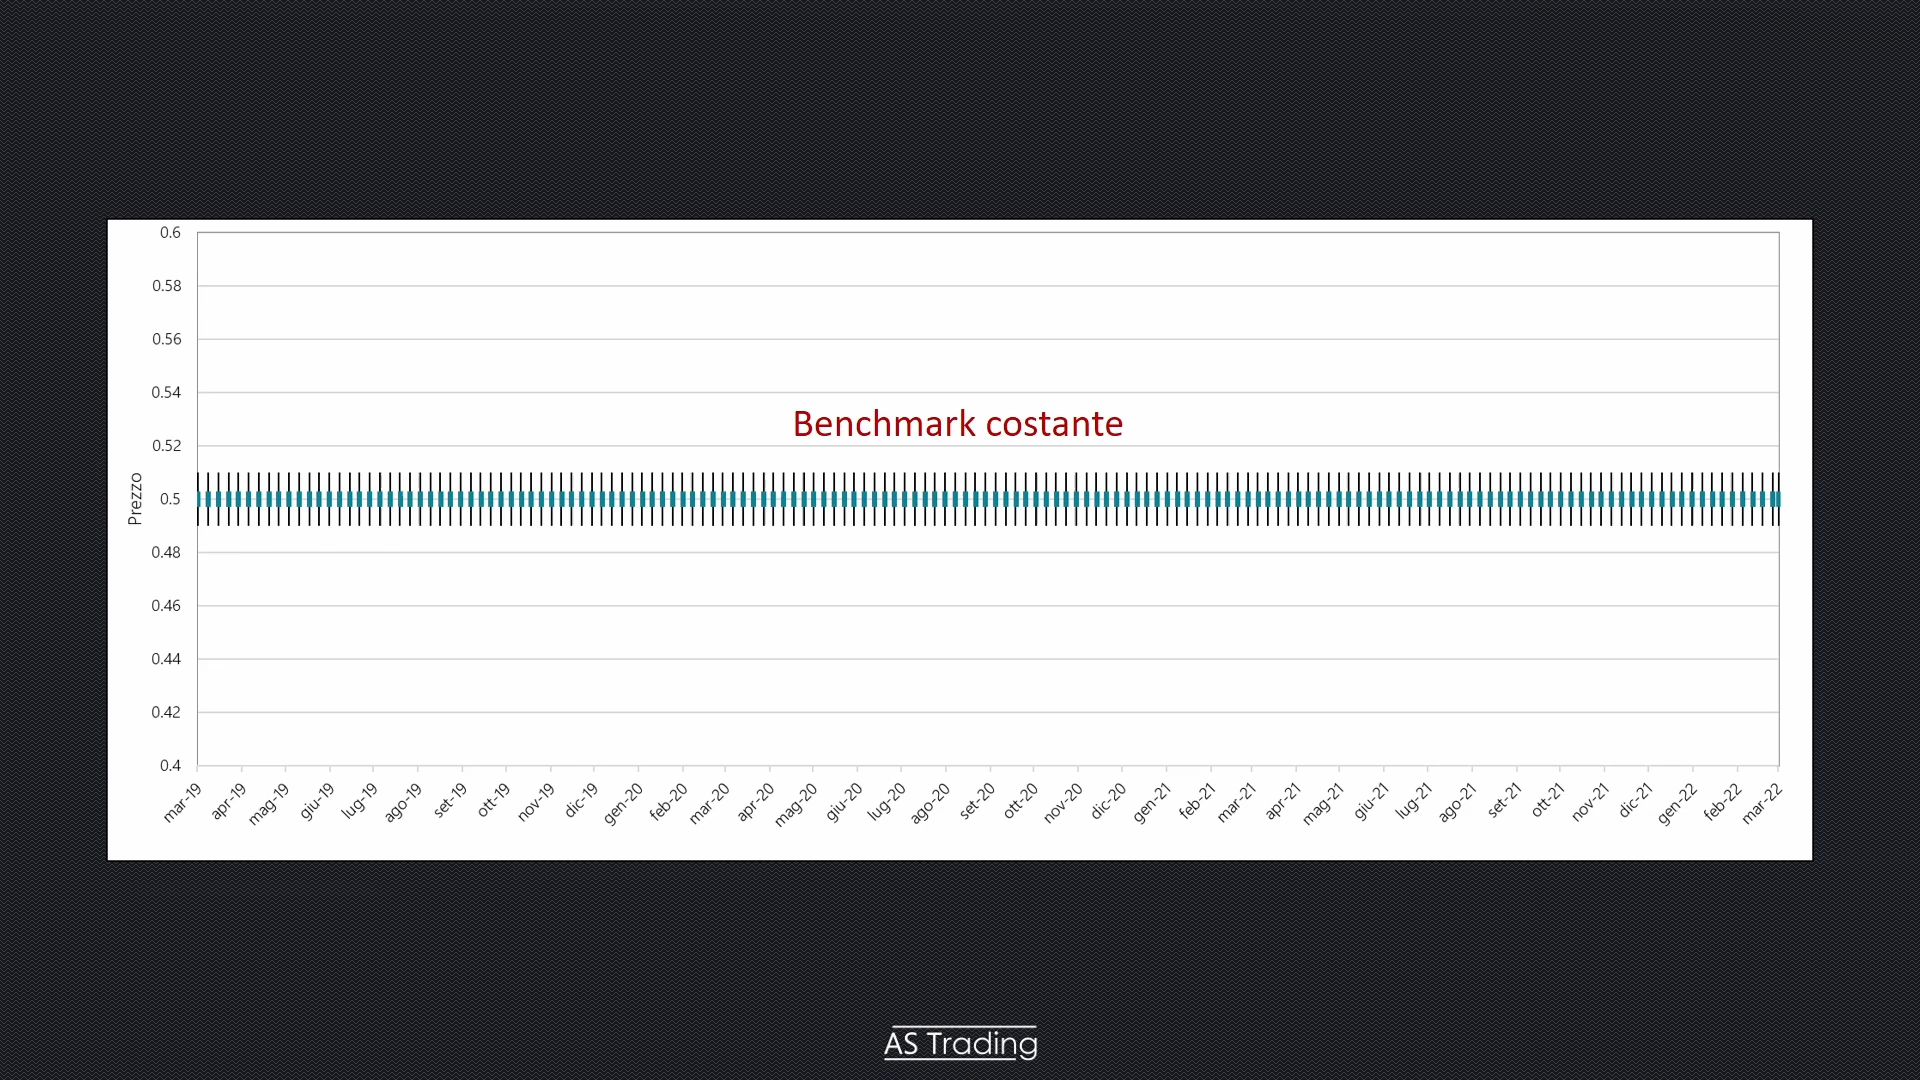 0.6
0.58
0.56
0.54
Benchmark costante
0.52
Prezzo
0.5
0.48
0.46
0.44
0.42
0.4
mar-19 apr-19 mag-19 giu-19 lug-19 ago-19 set-19 ott-19 nov-19 dic-19 gen-20 feb-20 mar-20 apr-20 mag-20 giu-20 lug-20 ago-20 set-20 ott-20 nov-20 dic-20 gen-21 feb-21 mar-21 apr-21 mag-21 giu-21 lug-21 ago-21 set-21 ott-21 nov-21 dic-21 gen-22 feb-22 mar-22
AS Trading